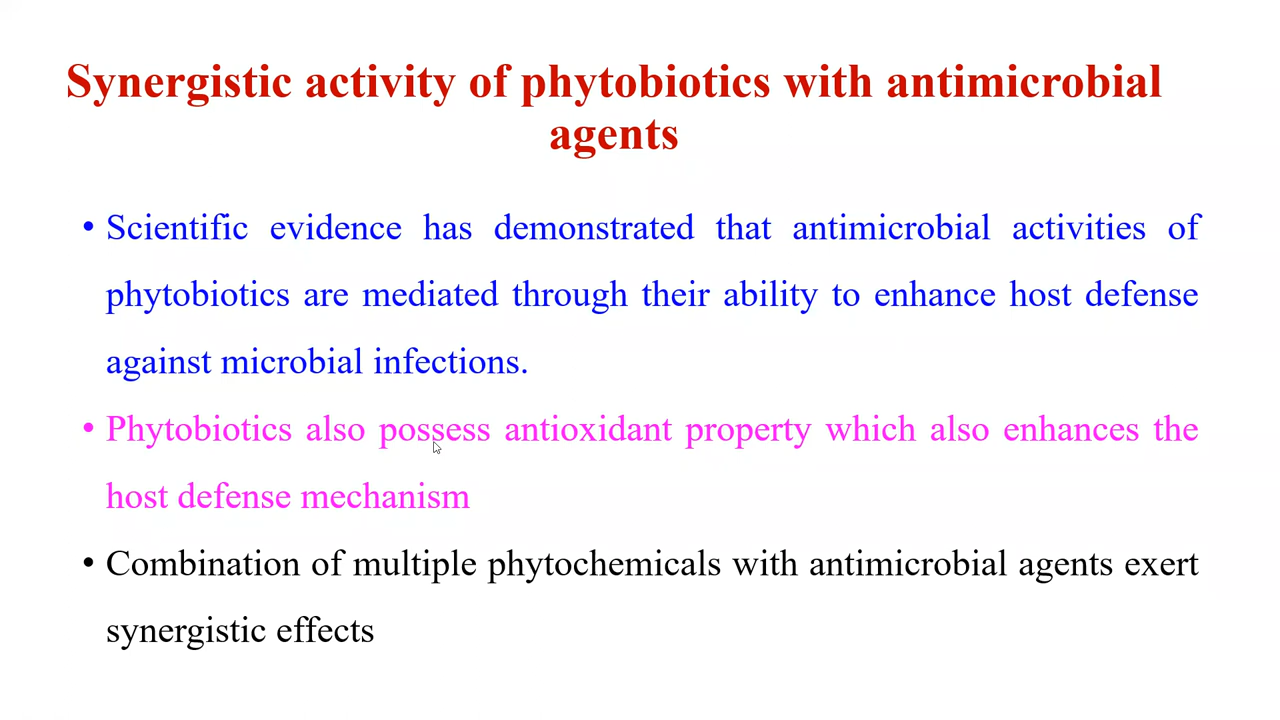 Synergistic activity of phytobiotics with antimicrobial
agents
• Scientific evidence has demonstrated that antimicrobial activities of
phytobiotics are mediated through their ability to enhance host defense
against microbial infections.
• Phytobiotics also possess antioxidant property which also enhances the
host defense mechanism
• Combination of multiple phytochemicals with antimicrobial agents exert
synergistic effects